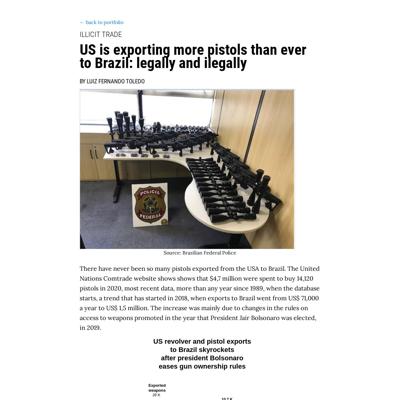 ← back to portfolio
ILLICIT TRADE
US is exporting more pistols than ever
to Brazil: legally and ilegally
BY LUIZ FERNANDO TOLEDO
POLICIA
FEDERAL
Source: Brazilian Federal Police
There have never been so many pistols exported from the USA to Brazil. The United
Nations Comtrade website shows shows that $4,7 million were spent to buy 14,120
pistols in 2020, most recent data, more than any year since 1989, when the database
starts, a trend that has started in 2018, when exports to Brazil went from US$ 71,000
a year to US$ 1,5 million. The increase was mainly due to changes in the rules on
access to weapons promoted in the year that President Jair Bolsonaro was elected,
in 2019.
US revolver and pistol exports
to Brazil skyrockets
after president Bolsonaro
eases gun ownership rules
Exported
weapons
20 K